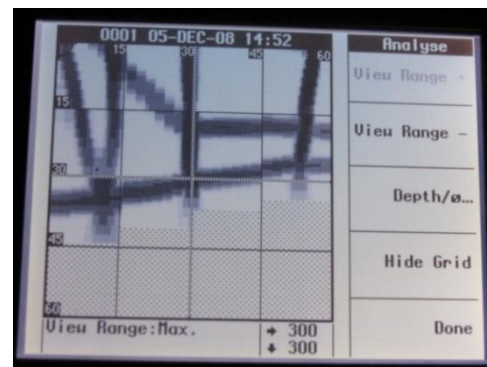 0001 05-DEC-08 14:52
Analyse
15 30 45 60
View Range +
15
View Range -
30
Depth/ø...
45
Hide Grid
60
View Range:Max.
→ 300
↓ 300
Done